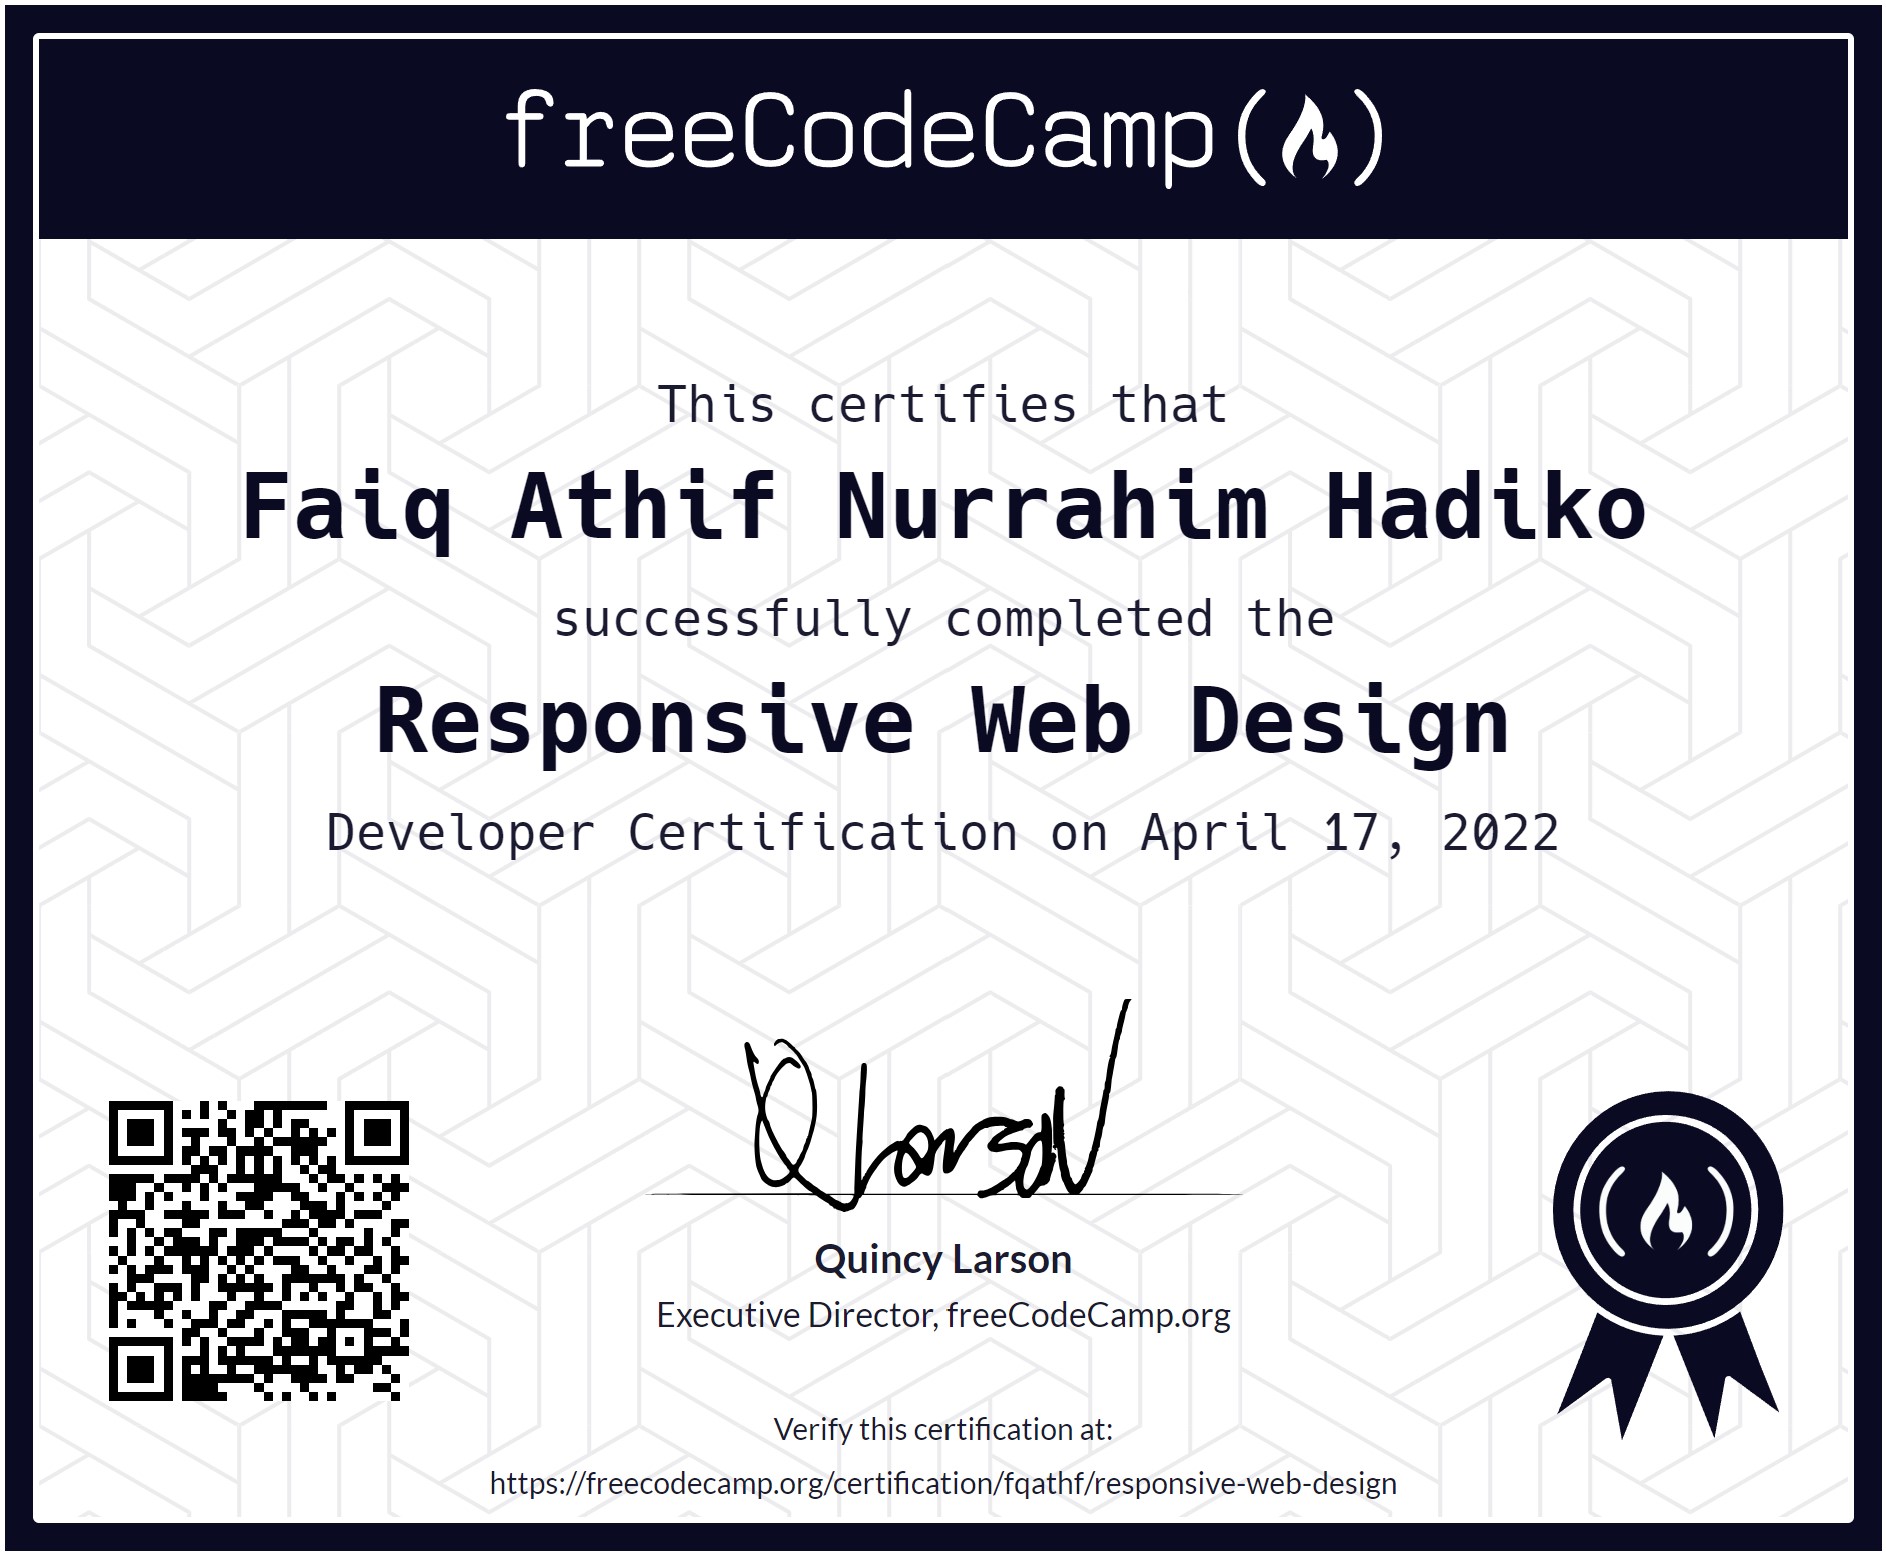 freeCodeCamp(🔥)
This certifies that
Faiq Athif Nurrahim Hadiko
successfully completed the
Responsive Web Design
Developer Certification on April 17, 2022
Quincy Larson
Executive Director, freeCodeCamp.org
Verify this certification at:
https://freecodecamp.org/certification/fqathf/responsive-web-design